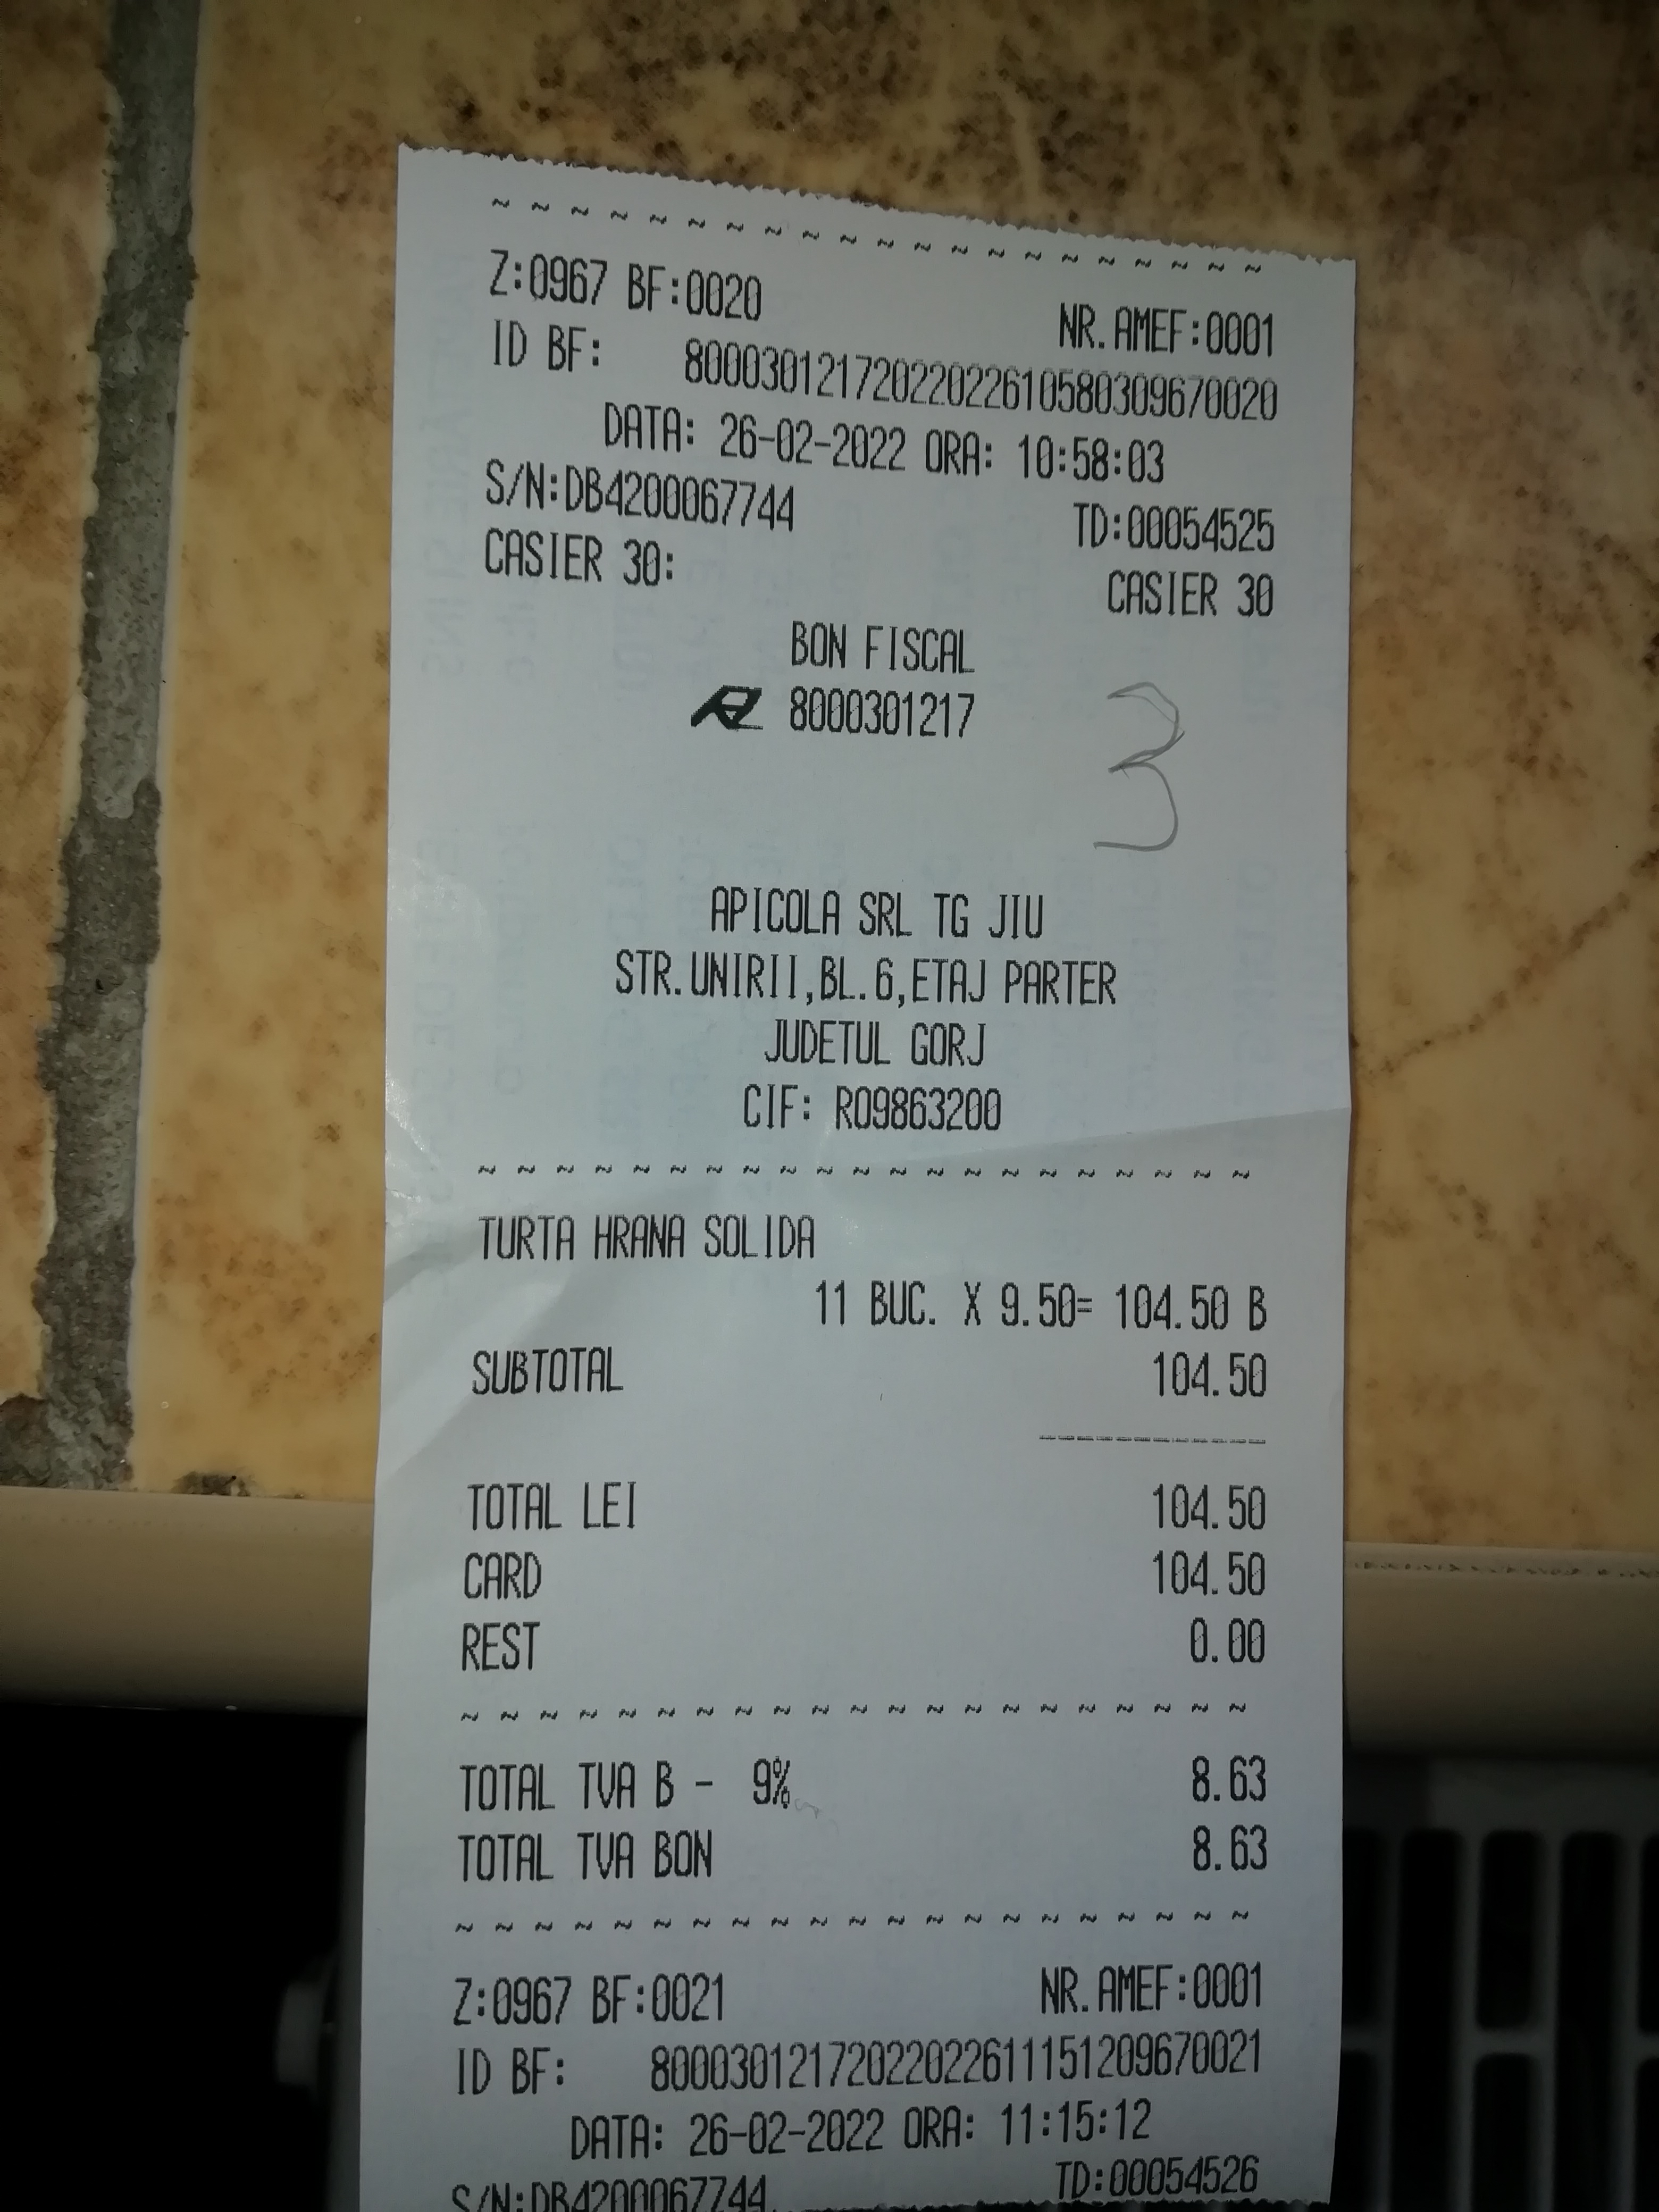 ~ ~ ~ ~ ~ ~ ~ ~ ~ ~ ~ ~ ~ ~ ~ ~ ~ ~ ~ ~ ~
Z:0967 BF:0020 NR.AMEF:0001
ID BF: 80003012172022022610580309670020
DATA: 26-02-2022 ORA: 10:58:03
S/N:DB4200067744 TD:00054525
CASIER 30: CASIER 30
BON FISCAL
8000301217
3
APICOLA SRL TG JIU
STR.UNIRII,BL.6,ETAJ PARTER
JUDETUL GORJ
CIF: RO9863200
~ ~ ~ ~ ~ ~ ~ ~ ~ ~ ~ ~ ~ ~ ~ ~ ~ ~ ~ ~ ~
TURTA HRANA SOLIDA
11 BUC. X 9.50= 104.50 B
SUBTOTAL 104.50
------------
TOTAL LEI 104.50
CARD 104.50
REST 0.00
~ ~ ~ ~ ~ ~ ~ ~ ~ ~ ~ ~ ~ ~ ~ ~ ~ ~ ~ ~ ~
TOTAL TVA B - 9% 8.63
TOTAL TVA BON 8.63
~ ~ ~ ~ ~ ~ ~ ~ ~ ~ ~ ~ ~ ~ ~ ~ ~ ~ ~ ~ ~
Z:0967 BF:0021 NR.AMEF:0001
ID BF: 80003012172022022611151209670021
DATA: 26-02-2022 ORA: 11:15:12
S/N:DB4200067744 TD:00054526